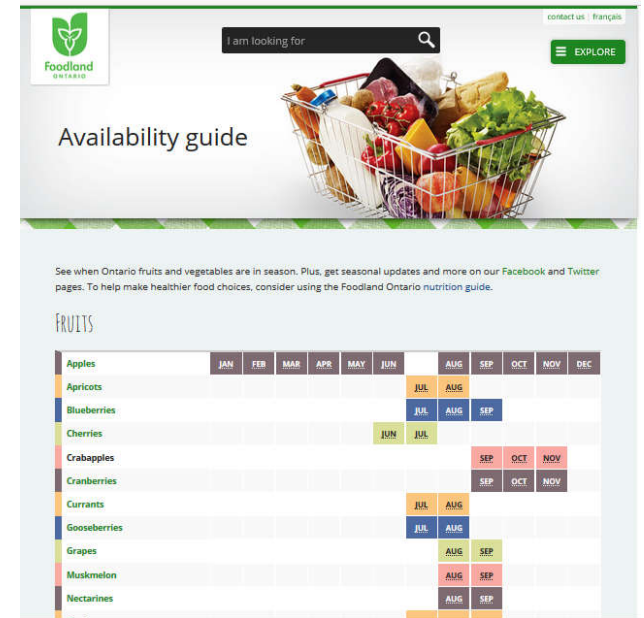 contact us | français
Foodland
ONTARIO
I am looking for
EXPLORE
Availability guide
See when Ontario fruits and vegetables are in season. Plus, get seasonal updates and more on our Facebook and Twitter
pages. To help make healthier food choices, consider using the Foodland Ontario nutrition guide.
FRUITS
Apples JAN FEB MAR APR MAY JUN AUG SEP OCT NOV DEC
Apricots JUL AUG
Blueberries JUL AUG SEP
Cherries JUN JUL
Crabapples SEP OCT NOV
Cranberries SEP OCT NOV
Currants JUL AUG
Gooseberries JUL AUG
Grapes AUG SEP
Muskmelon AUG SEP
Nectarines AUG SEP